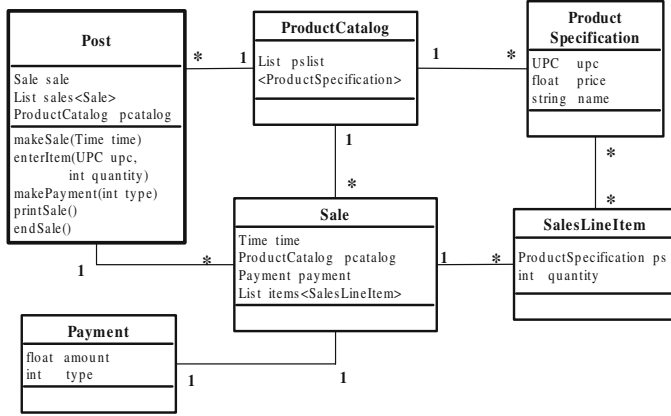 Post
Sale sale
List sales<Sale>
ProductCatalog pcatalog
makeSale(Time time)
enterItem(UPC upc,
int quantity)
makePayment(int type)
printSale()
endSale()
*
1
ProductCatalog
List pslist
<ProductSpecification>
1
*
Product
Specification
UPC upc
float price
string name
1
*
*
*
Sale
Time time
ProductCatalog pcatalog
Payment payment
List items<SalesLineItem>
1
*
SalesLineItem
ProductSpecification ps
int quantity
1
*
Payment
float amount
int type
1
1